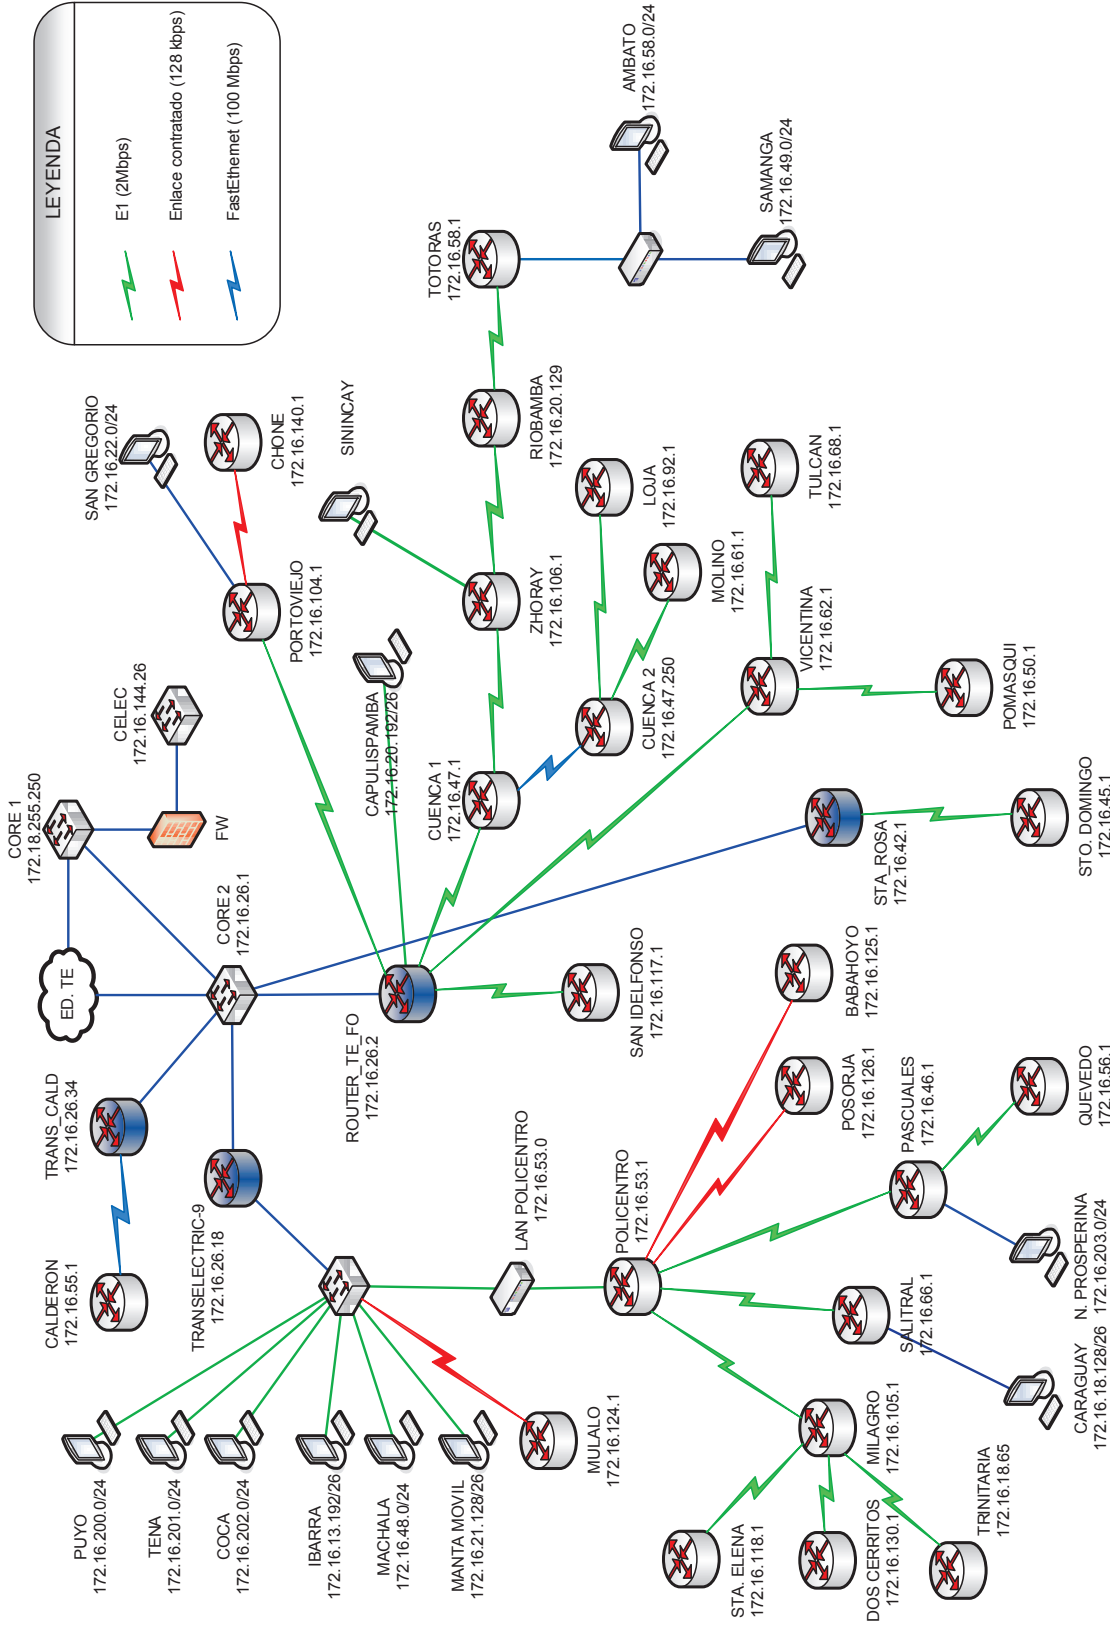 LEYENDA
E1 (2Mbps)
Enlace contratado (128 kbps)
FastEthernet (100 Mbps)
CORE 1
172.18.255.250
CELEC
172.16.144.26
FW
ED. TE
CORE 2
172.16.26.1
TRANS_CALD
172.16.26.34
CALDERON
172.16.55.1
TRANSELECTRIC-9
172.16.26.18
SAN GREGORIO
172.16.22.0/24
CHONE
172.16.140.1
PORTOVIEJO
172.16.104.1
SININCAY
CAPULISPAMBA
172.16.20.192/26
ROUTER_TE_FO
172.16.26.2
CUENCA 1
172.16.47.1
ZHORAY
172.16.106.1
RIOBAMBA
172.16.20.129
TOTORAS
172.16.58.1
AMBATO
172.16.58.0/24
SAMANGA
172.16.49.0/24
LOJA
172.16.92.1
MOLINO
172.16.61.1
CUENCA 2
172.16.47.250
TULCAN
172.16.68.1
VICENTINA
172.16.62.1
POMASQUI
172.16.50.1
STA_ROSA
172.16.42.1
STO. DOMINGO
172.16.45.1
SAN IDELFONSO
172.16.117.1
PUYO
172.16.200.0/24
TENA
172.16.201.0/24
COCA
172.16.202.0/24
IBARRA
172.16.13.192/26
MACHALA
172.16.48.0/24
MANTA MOVIL
172.16.21.128/26
MULALO
172.16.124.1
LAN POLICENTRO
172.16.53.0
POLICENTRO
172.16.53.1
BABAHOYO
172.16.125.1
POSORJA
172.16.126.1
PASCUALES
172.16.46.1
QUEVEDO
172.16.56.1
N. PROSPERINA
172.16.203.0/24
SALITRAL
172.16.66.1
CARAGUAY
172.16.18.128/26
MILAGRO
172.16.105.1
STA. ELENA
172.16.118.1
DOS CERRITOS
172.16.130.1
TRINITARIA
172.16.18.65